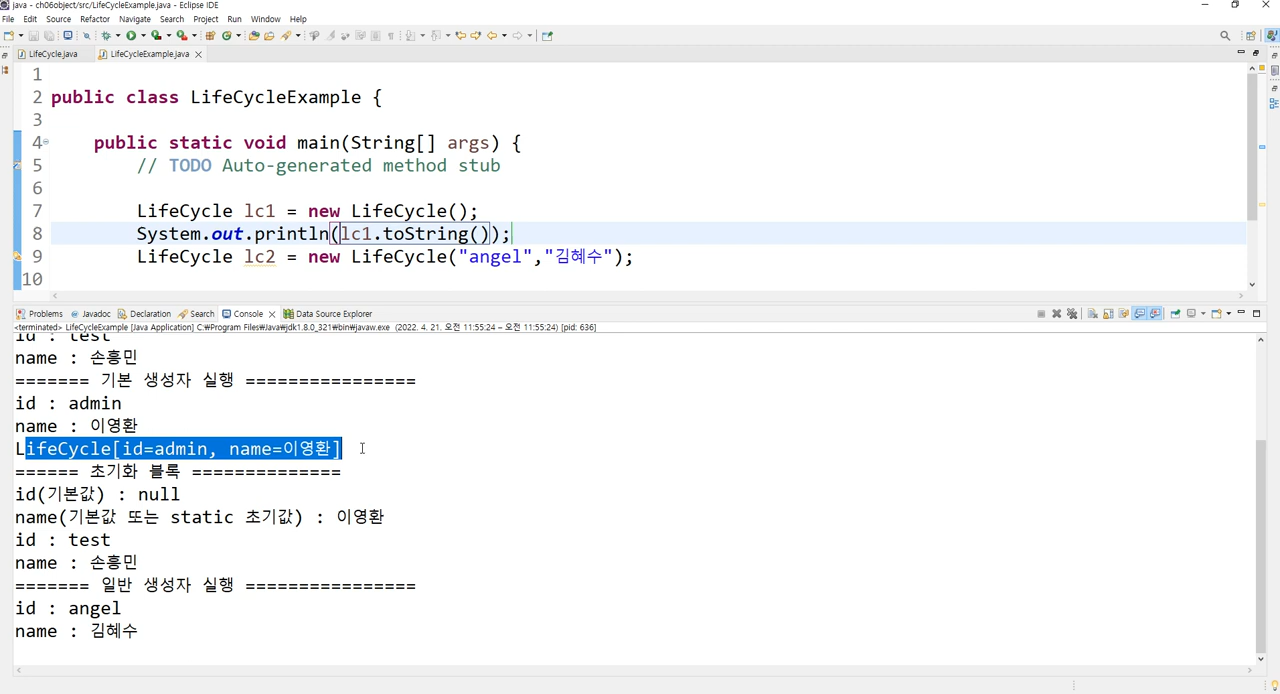 java - ch06object/src/LifeCycleExample.java - Eclipse IDE
File Edit Source Refactor Navigate Search Project Run Window Help
LifeCycle.java LifeCycleExample.java
1
2 public class LifeCycleExample {
3
4 public static void main(String[] args) {
5 // TODO Auto-generated method stub
6
7 LifeCycle lc1 = new LifeCycle();
8 System.out.println(lc1.toString());
9 LifeCycle lc2 = new LifeCycle("angel","김혜수");
10
Problems Javadoc Declaration Search Console Data Source Explorer
<terminated> LifeCycleExample [Java Application] C:₩Program Files₩Java₩jdk1.8.0_321₩bin₩javaw.exe (2022. 4. 21. 오전 11:55:24 – 오전 11:55:24) [pid: 636]
id : test
name : 손흥민
======= 기본 생성자 실행 ================
id : admin
name : 이영환
LifeCycle[id=admin, name=이영환]
====== 초기화 블록 ==============
id(기본값) : null
name(기본값 또는 static 초기값) : 이영환
id : test
name : 손흥민
======= 일반 생성자 실행 ================
id : angel
name : 김혜수